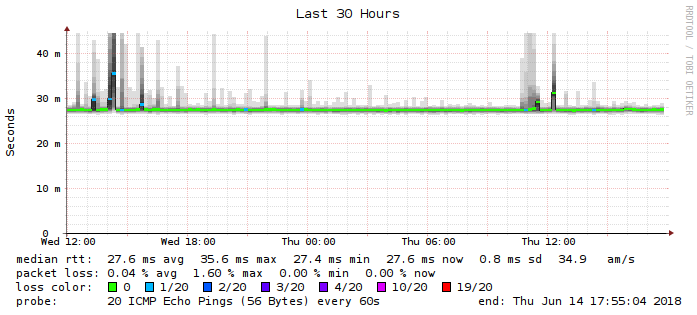 Last 30 Hours
RRDTOOL / TOBI OETIKER
Seconds
40 m
30 m
20 m
10 m
0
Wed 12:00 Wed 18:00 Thu 00:00 Thu 06:00 Thu 12:00
median rtt: 27.6 ms avg 35.6 ms max 27.4 ms min 27.6 ms now 0.8 ms sd 34.9 am/s
packet loss: 0.04 % avg 1.60 % max 0.00 % min 0.00 % now
loss color: 0 1/20 2/20 3/20 4/20 10/20 19/20
probe: 20 ICMP Echo Pings (56 Bytes) every 60s end: Thu Jun 14 17:55:04 2018